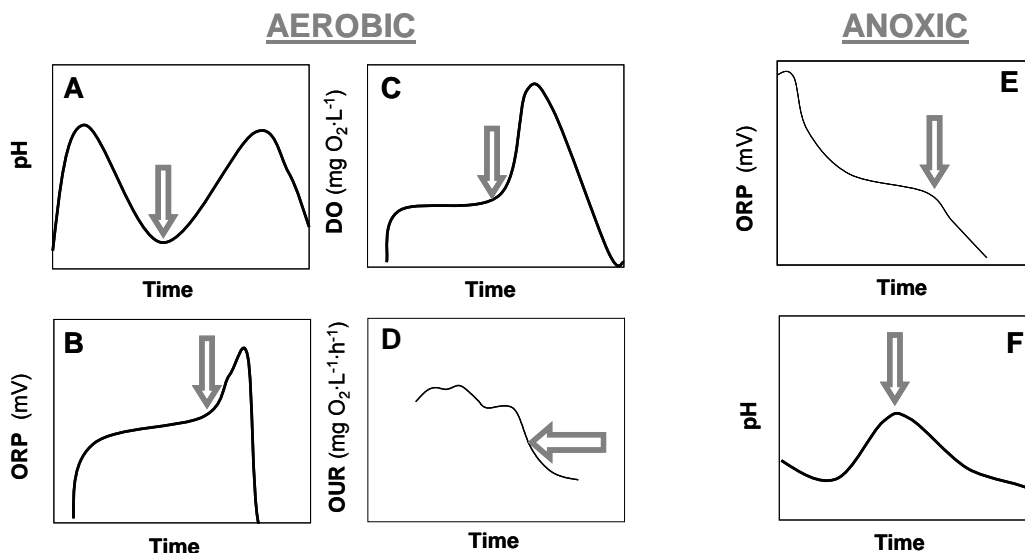 AEROBIC
ANOXIC
A
pH
Time
C
DO (mg O₂·L⁻¹)
Time
E
ORP (mV)
Time
B
ORP (mV)
Time
D
OUR (mg O₂·L⁻¹·h⁻¹)
Time
F
pH
Time